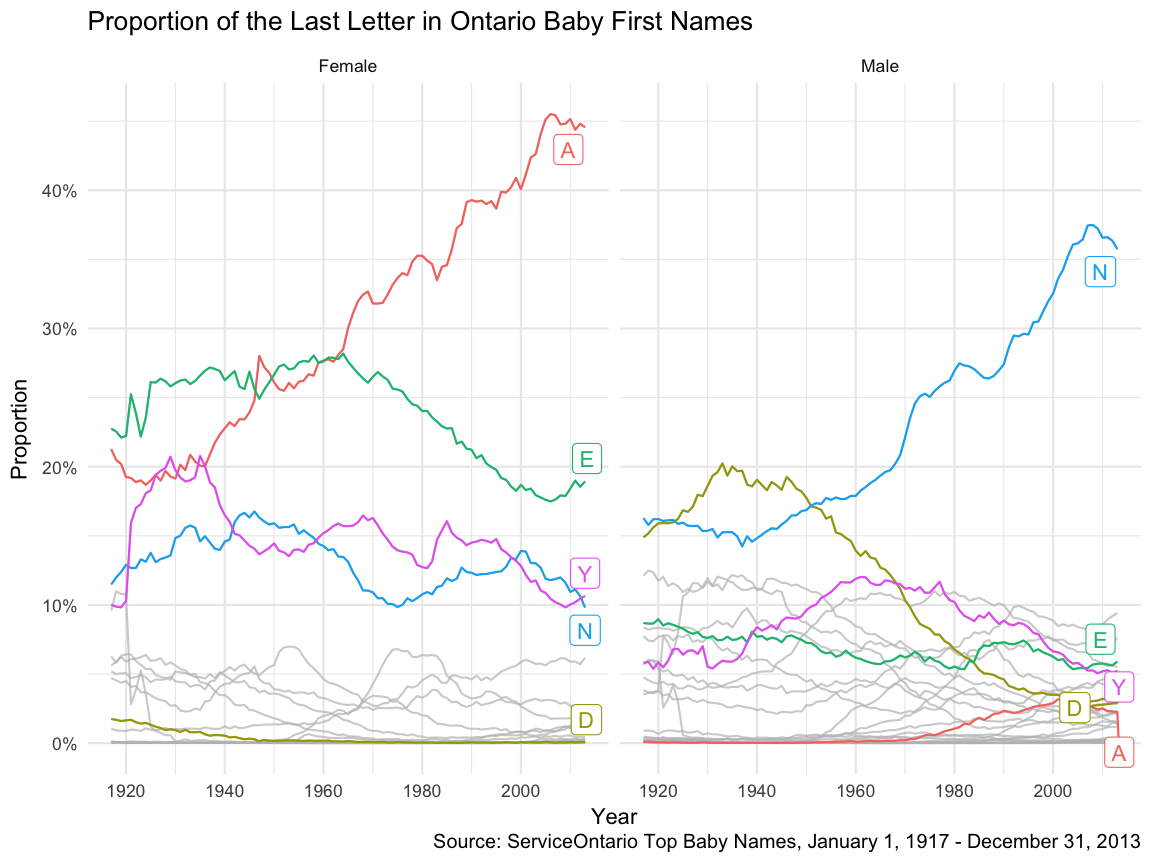 Proportion of the Last Letter in Ontario Baby First Names
Female
Male
Proportion
40%
30%
20%
10%
0%
A
E
Y
N
D
N
E
Y
D
A
1920 1940 1960 1980 2000
1920 1940 1960 1980 2000
Year
Source: ServiceOntario Top Baby Names, January 1, 1917 - December 31, 2013